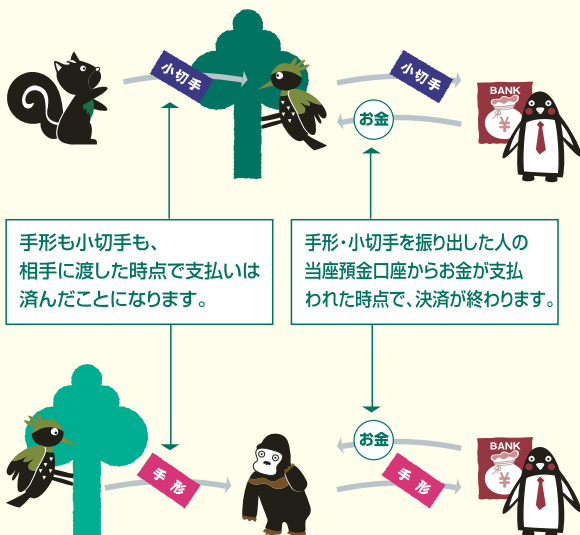 小切手
小切手
BANK
¥
お金
手形も小切手も、
相手に渡した時点で支払いは
済んだことになります。
手形・小切手を振り出した人の
当座預金口座からお金が支払
われた時点で、決済が終わります。
お金
BANK
¥
手形
手形